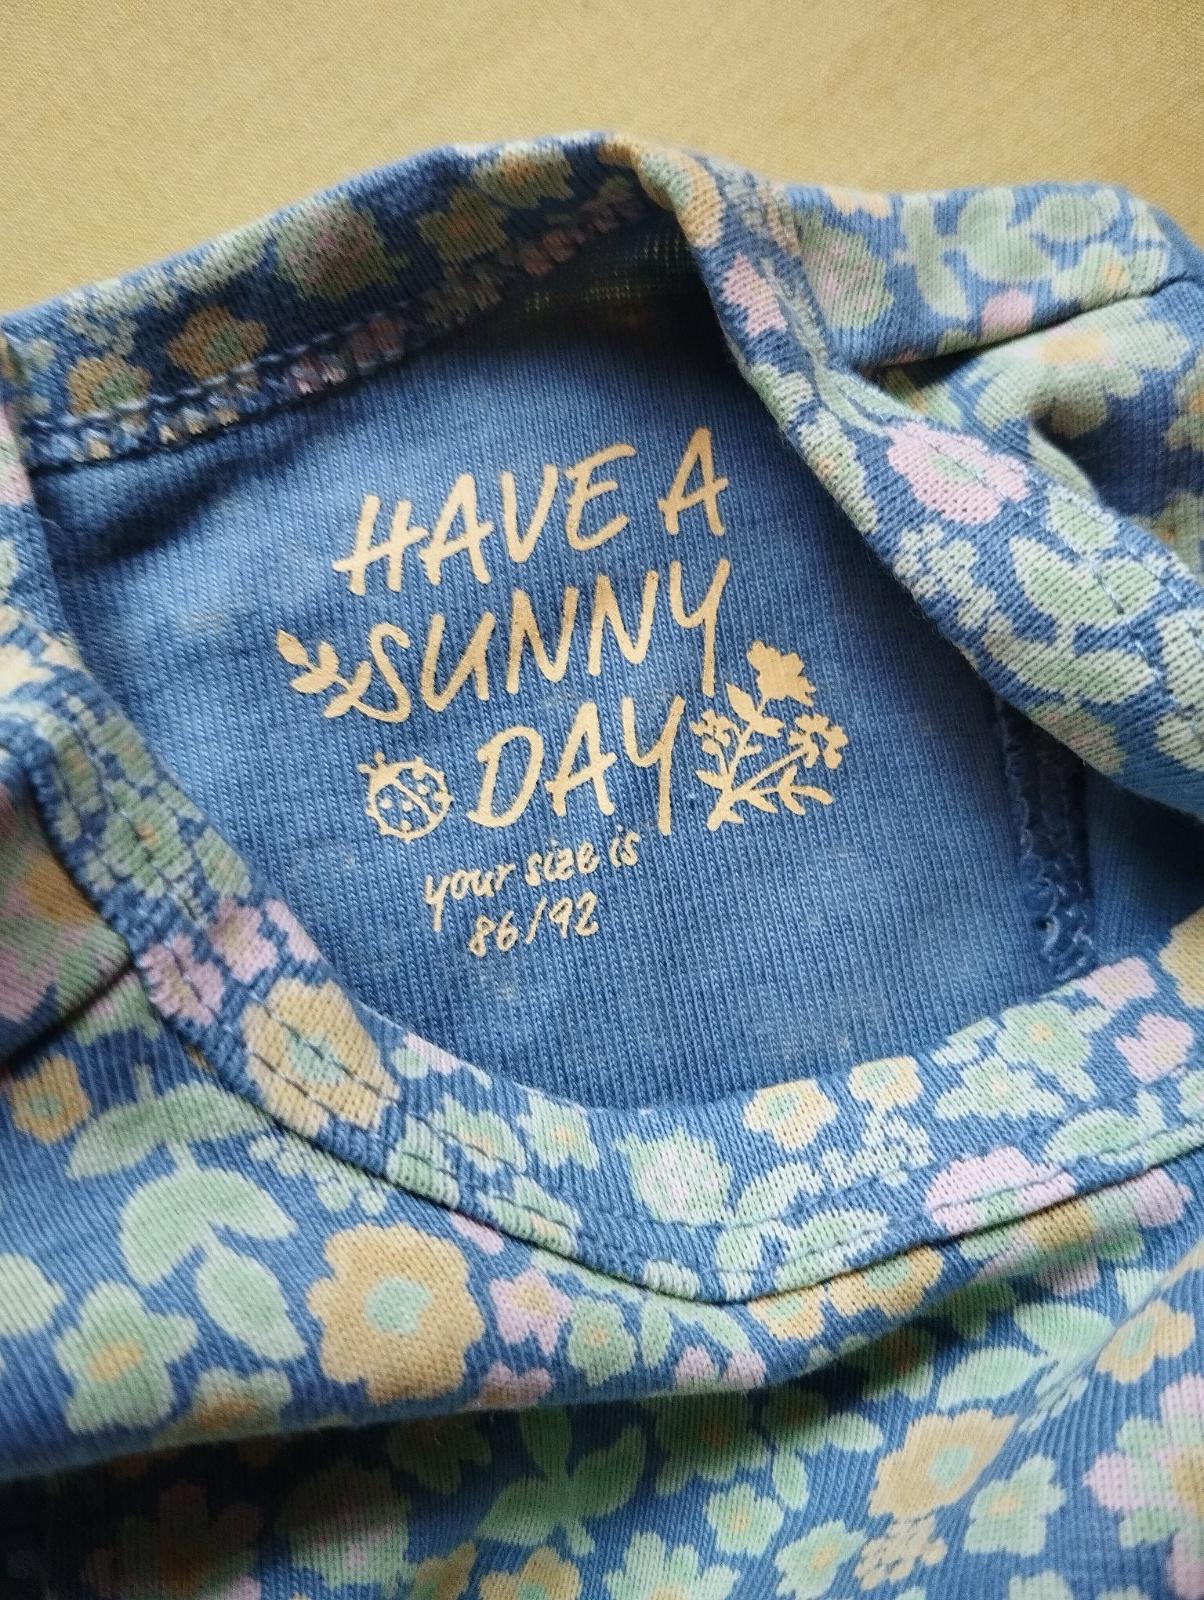 HAVE A
SUNNY
DAY
your size is
86/92